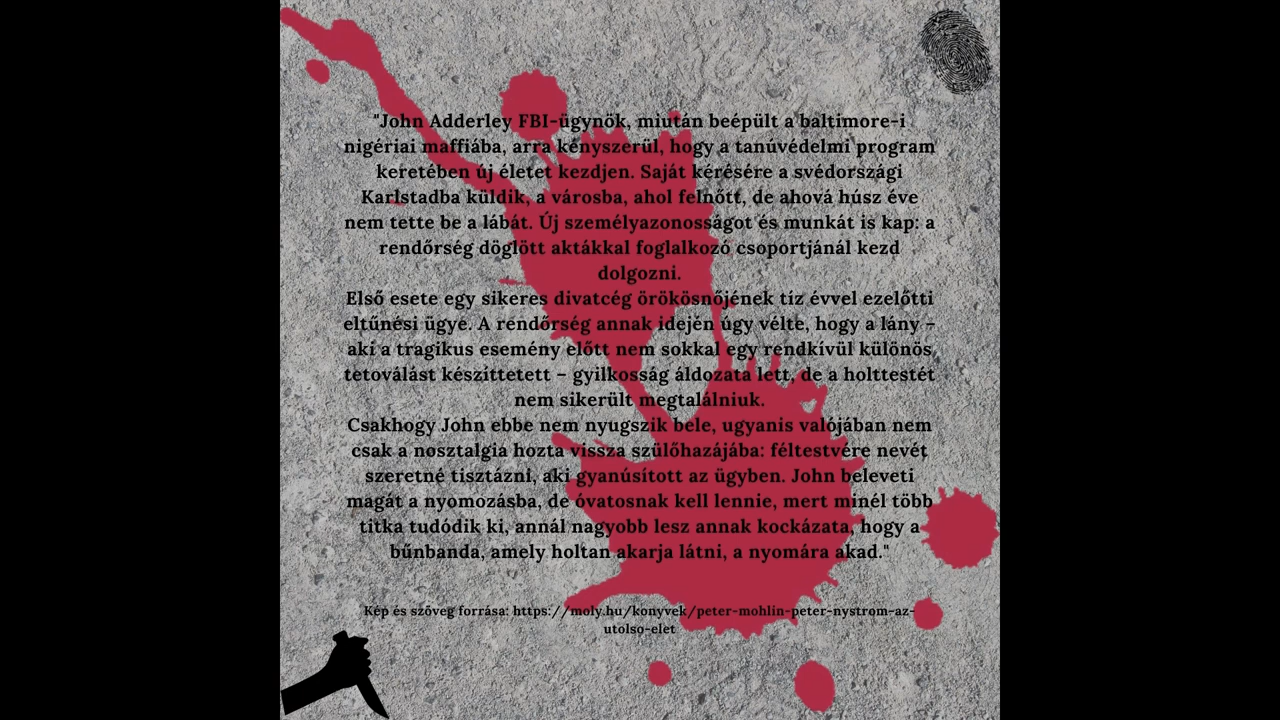 "John Adderley FBI-ügynök, miután beépült a baltimore-i
nigériai maffiába, arra kényszerül, hogy a tanúvédelmi program
keretében új életet kezdjen. Saját kérésére a svédországi
Karlstadba küldik, a városba, ahol felnőtt, de ahová húsz éve
nem tette be a lábát. Új személyazonosságot és munkát is kap: a
rendőrség döglött aktákkal foglalkozó csoportjánál kezd
dolgozni.
Első esete egy sikeres divatcég örökösnőjének tíz évvel ezelőtti
eltűnési ügye. A rendőrség annak idején úgy vélte, hogy a lány –
aki a tragikus esemény előtt nem sokkal egy rendkívül különös
tetoválást készíttetett – gyilkosság áldozata lett, de a holttestét
nem sikerült megtalálniuk.
Csakhogy John ebbe nem nyugszik bele, ugyanis valójában nem
csak a nosztalgia hozta vissza szülőhazájába: féltestvére nevét
szeretné tisztázni, aki gyanúsított az ügyben. John beleveti
magát a nyomozásba, de óvatosnak kell lennie, mert minél több
titka tudódik ki, annál nagyobb lesz annak kockázata, hogy a
bűnbanda, amely holtan akarja látni, a nyomára akad."
Kép és szöveg forrása: https://moly.hu/konyvek/peter-mohlin-peter-nystrom-az-
utolso-elet